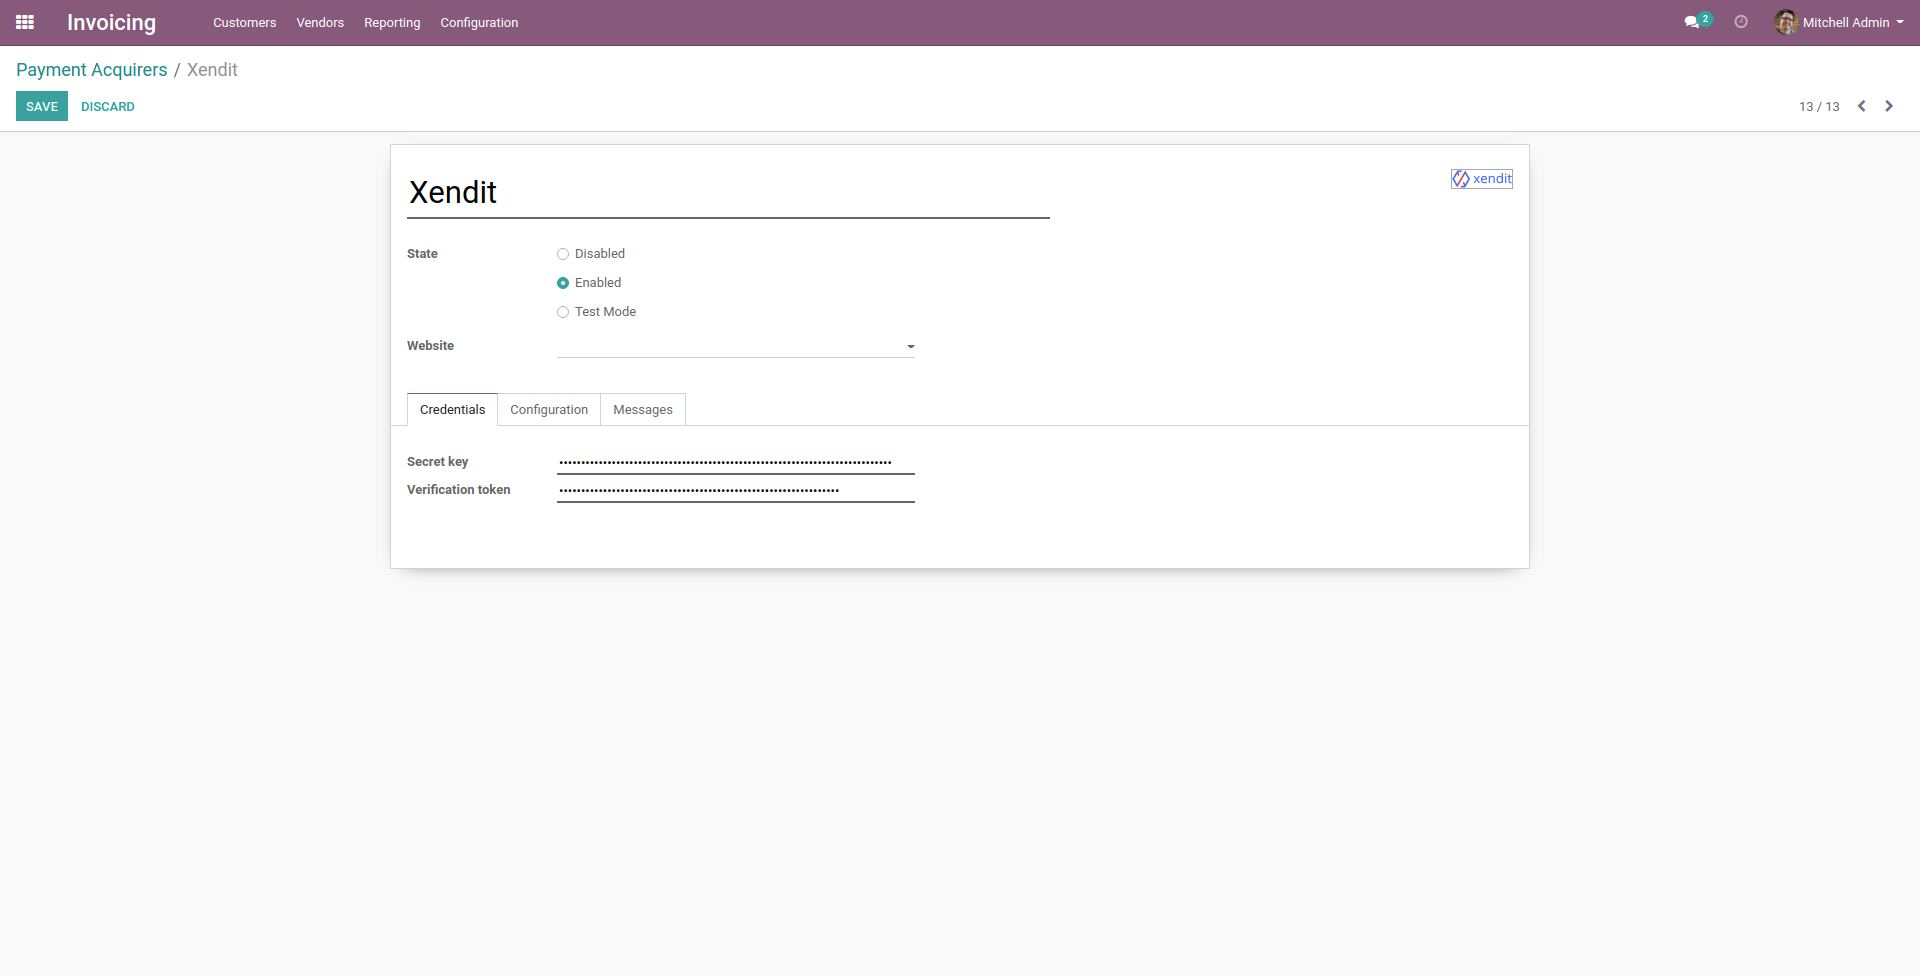 Invoicing Customers Vendors Reporting Configuration 2 Mitchell Admin
Payment Acquirers / Xendit
SAVE DISCARD 13 / 13
Xendit xendit
State Disabled
Enabled
Test Mode
Website
Credentials Configuration Messages
Secret key
Verification token